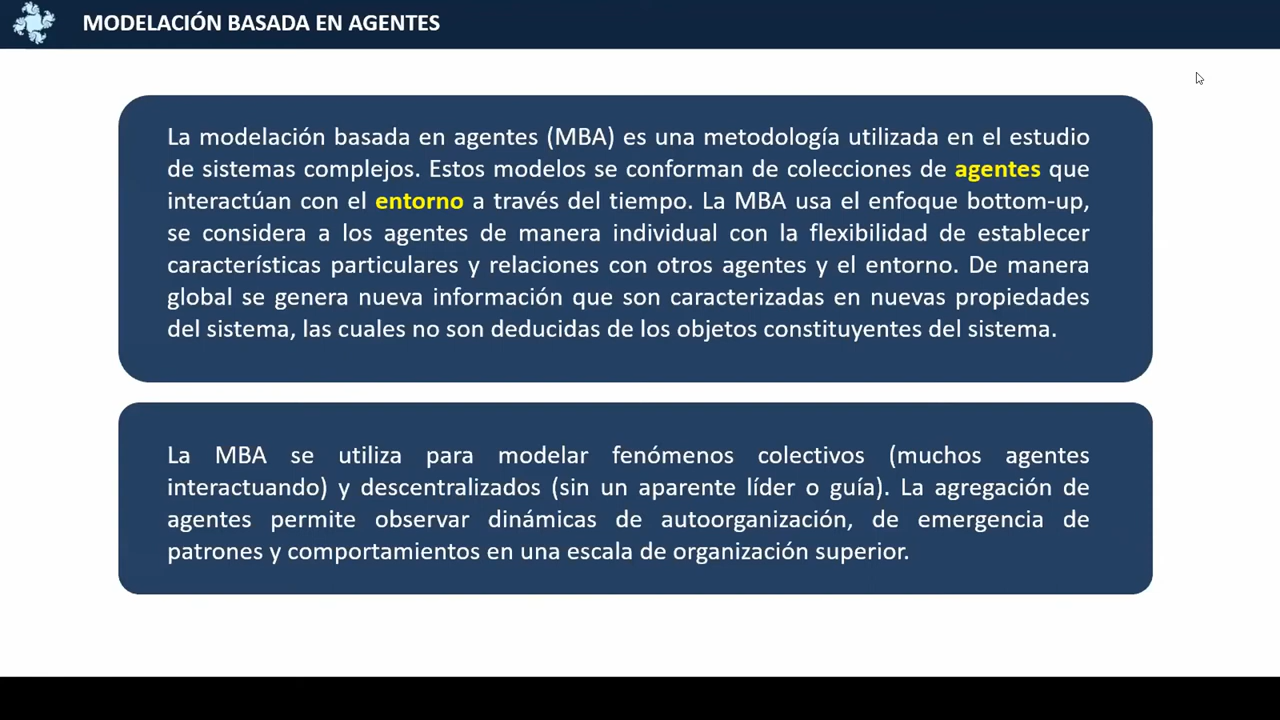 MODELACIÓN BASADA EN AGENTES
La modelación basada en agentes (MBA) es una metodología utilizada en el estudio
de sistemas complejos. Estos modelos se conforman de colecciones de agentes que
interactúan con el entorno a través del tiempo. La MBA usa el enfoque bottom-up,
se considera a los agentes de manera individual con la flexibilidad de establecer
características particulares y relaciones con otros agentes y el entorno. De manera
global se genera nueva información que son caracterizadas en nuevas propiedades
del sistema, las cuales no son deducidas de los objetos constituyentes del sistema.
La MBA se utiliza para modelar fenómenos colectivos (muchos agentes
interactuando) y descentralizados (sin un aparente líder o guía). La agregación de
agentes permite observar dinámicas de autoorganización, de emergencia de
patrones y comportamientos en una escala de organización superior.